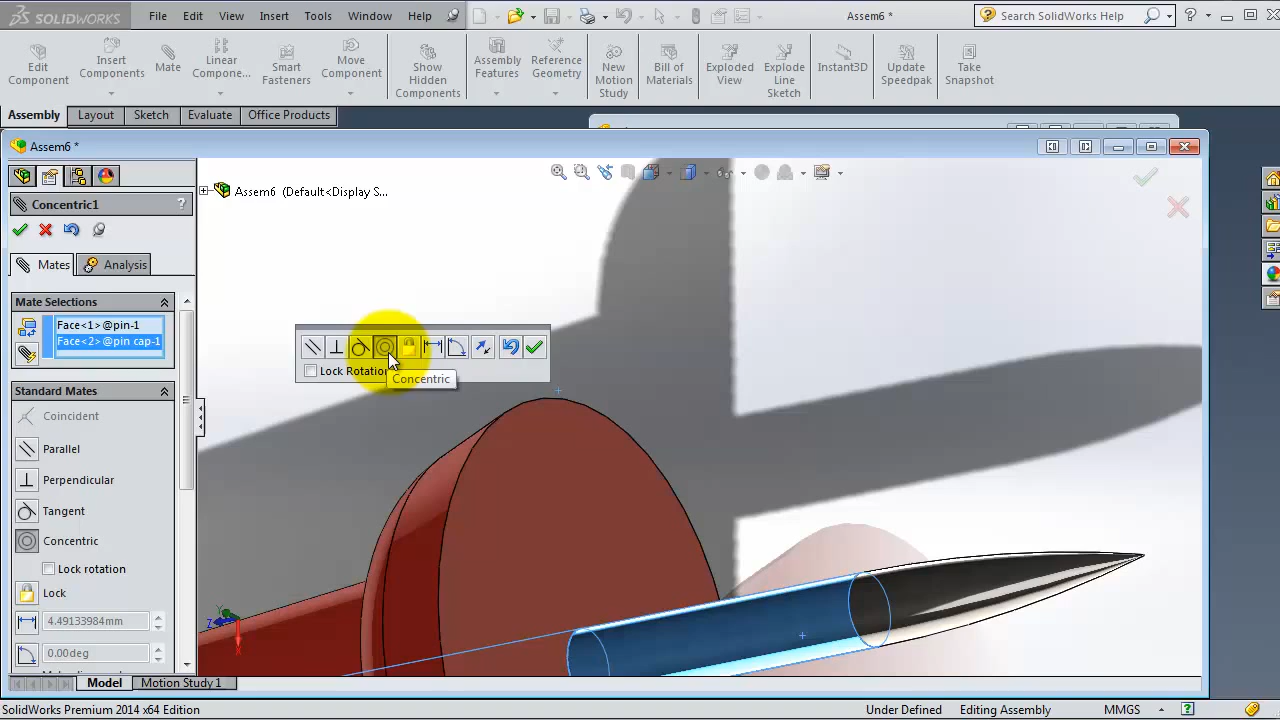 SOLIDWORKS File Edit View Insert Tools Window Help Assem6 * Search SolidWorks Help
Edit Component
Insert Components
Mate
Linear Compone...
Smart Fasteners
Move Component
Show Hidden Components
Assembly Features
Reference Geometry
New Motion Study
Bill of Materials
Exploded View
Explode Line Sketch
Instant3D
Update Speedpak
Take Snapshot
Assembly Layout Sketch Evaluate Office Products
Assem6 *
Assem6 (Default<Display S...
Concentric1 ?
Mates Analysis
Mate Selections
Face<1> @pin-1
Face<2> @pin cap-1
Lock Rotation
Concentric
Standard Mates
Coincident
Parallel
Perpendicular
Tangent
Concentric
Lock rotation
Lock
4.49133984mm
0.00deg
Y
Z
X
Model Motion Study 1
SolidWorks Premium 2014 x64 Edition Under Defined Editing Assembly MMGS ?